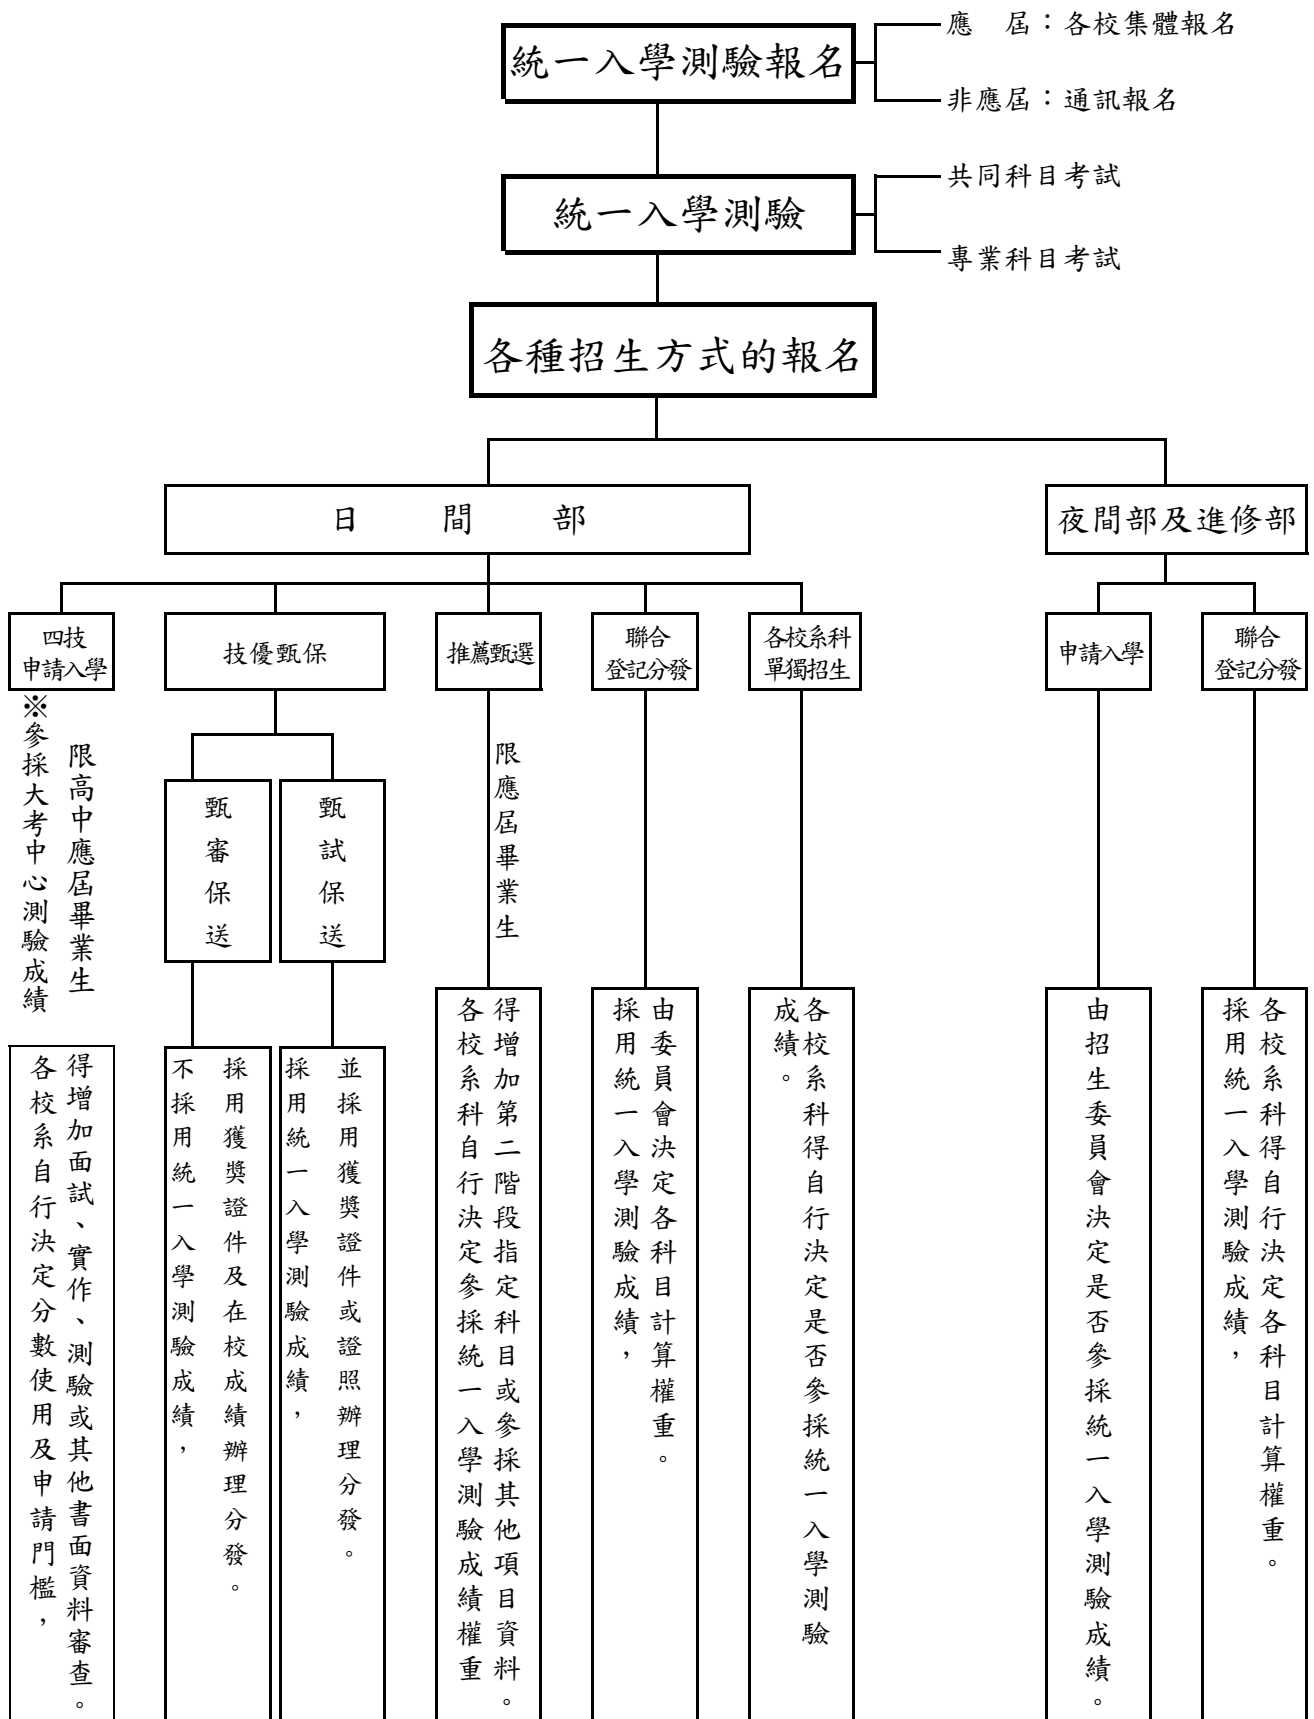 統一入學測驗報名
應　屆：各校集體報名
非應屆：通訊報名
統一入學測驗
共同科目考試
專業科目考試
各種招生方式的報名
日間部
夜間部及進修部
四技
申請入學
技優甄保
推薦甄選
聯合
登記分發
各校系科
單獨招生
申請入學
聯合
登記分發
※參採大考中心測驗成績
限高中應屆畢業生
甄審保送
甄試保送
限應屆畢業生
各校系自行決定分數使用及申請門檻，
得增加面試、實作、測驗或其他書面資料審查。
不採用統一入學測驗成績，
採用獲獎證件及在校成績辦理分發。
採用統一入學測驗成績，
並採用獲獎證件或證照辦理分發。
各校系科自行決定參採統一入學測驗成績權重
得增加第二階段指定科目或參採其他項目資料。
採用統一入學測驗成績，
由委員會決定各科目計算權重。
各校系科得自行決定是否參採統一入學測驗
成績。
由招生委員會決定是否參採統一入學測驗成績。
採用統一入學測驗成績，
各校系科得自行決定各科目計算權重。